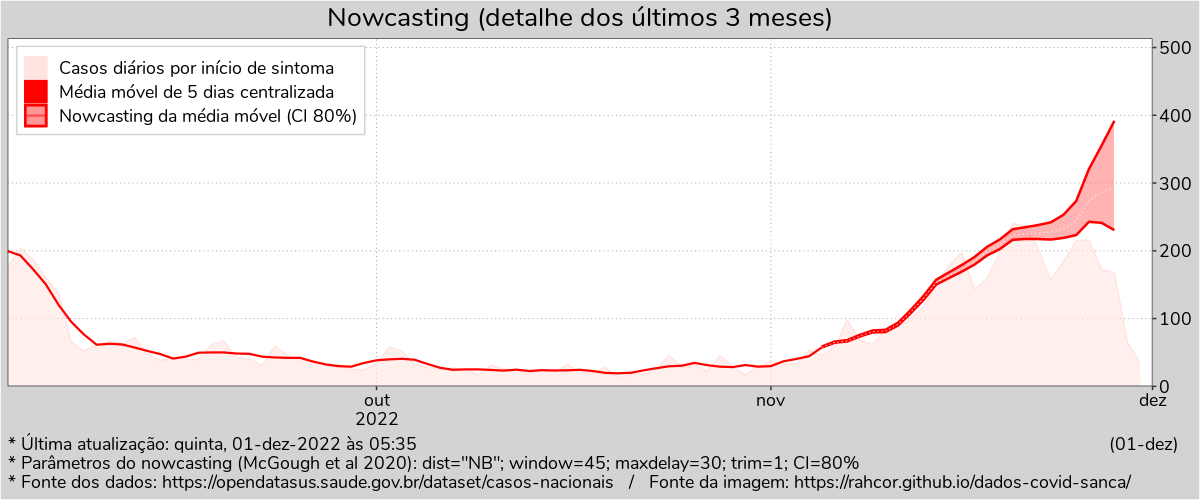 Nowcasting (detalhe dos últimos 3 meses)
Casos diários por início de sintoma
Média móvel de 5 dias centralizada
Nowcasting da média móvel (CI 80%)
500
400
300
200
100
0
out
2022
nov
dez
* Última atualização: quinta, 01-dez-2022 às 05:35
(01-dez)
* Parâmetros do nowcasting (McGough et al 2020): dist="NB"; window=45; maxdelay=30; trim=1; CI=80%
* Fonte dos dados: https://opendatasus.saude.gov.br/dataset/casos-nacionais / Fonte da imagem: https://rahcor.github.io/dados-covid-sanca/